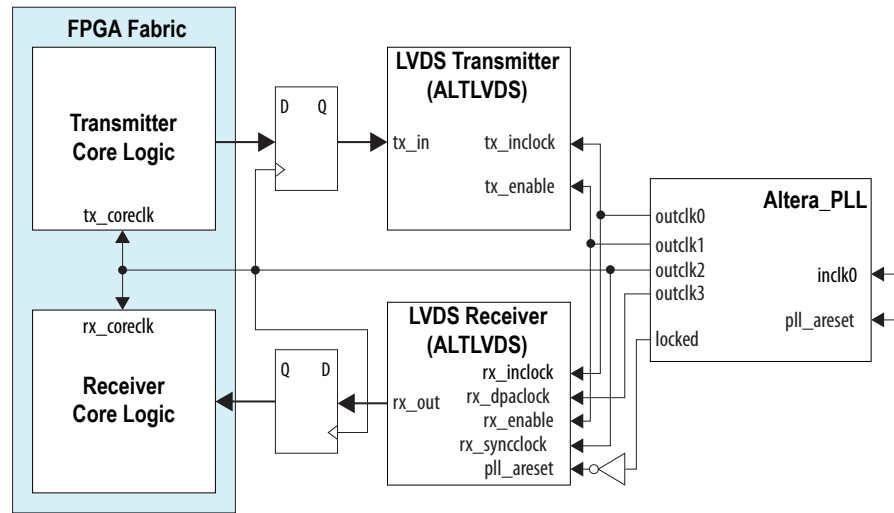 FPGA Fabric
Transmitter
Core Logic
tx_coreclk
D Q
LVDS Transmitter
(ALTLVDS)
tx_in
tx_inclock
tx_enable
Altera_PLL
outclk0
outclk1
outclk2
outclk3
locked
inclk0
pll_areset
rx_coreclk
Receiver
Core Logic
Q D
LVDS Receiver
(ALTLVDS)
rx_out
rx_inclock
rx_dpaclock
rx_enable
rx_syncclock
pll_areset